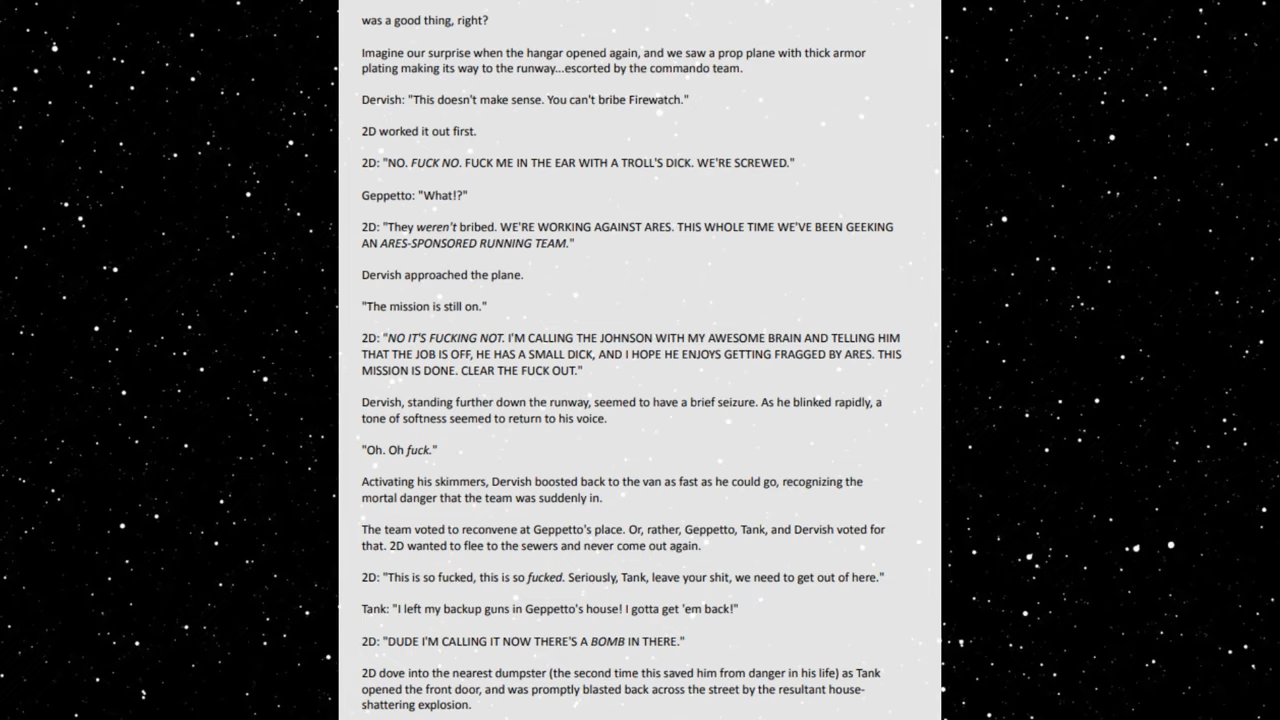 was a good thing, right?
Imagine our surprise when the hangar opened again, and we saw a prop plane with thick armor
plating making its way to the runway...escorted by the commando team.
Dervish: "This doesn't make sense. You can't bribe Firewatch."
2D worked it out first.
2D: "NO. FUCK NO. FUCK ME IN THE EAR WITH A TROLL'S DICK. WE'RE SCREWED."
Geppetto: "What!?"
2D: "They weren't bribed. WE'RE WORKING AGAINST ARES. THIS WHOLE TIME WE'VE BEEN GEEKING
AN ARES-SPONSORED RUNNING TEAM."
Dervish approached the plane.
"The mission is still on."
2D: "NO IT'S FUCKING NOT. I'M CALLING THE JOHNSON WITH MY AWESOME BRAIN AND TELLING HIM
THAT THE JOB IS OFF, HE HAS A SMALL DICK, AND I HOPE HE ENJOYS GETTING FRAGGED BY ARES. THIS
MISSION IS DONE. CLEAR THE FUCK OUT."
Dervish, standing further down the runway, seemed to have a brief seizure. As he blinked rapidly, a
tone of softness seemed to return to his voice.
"Oh. Oh fuck."
Activating his skimmers, Dervish boosted back to the van as fast as he could go, recognizing the
mortal danger that the team was suddenly in.
The team voted to reconvene at Geppetto's place. Or, rather, Geppetto, Tank, and Dervish voted for
that. 2D wanted to flee to the sewers and never come out again.
2D: "This is so fucked, this is so fucked. Seriously, Tank, leave your shit, we need to get out of here."
Tank: "I left my backup guns in Geppetto's house! I gotta get 'em back!"
2D: "DUDE I'M CALLING IT NOW THERE'S A BOMB IN THERE."
2D dove into the nearest dumpster (the second time this saved him from danger in his life) as Tank
opened the front door, and was promptly blasted back across the street by the resultant house-
shattering explosion.